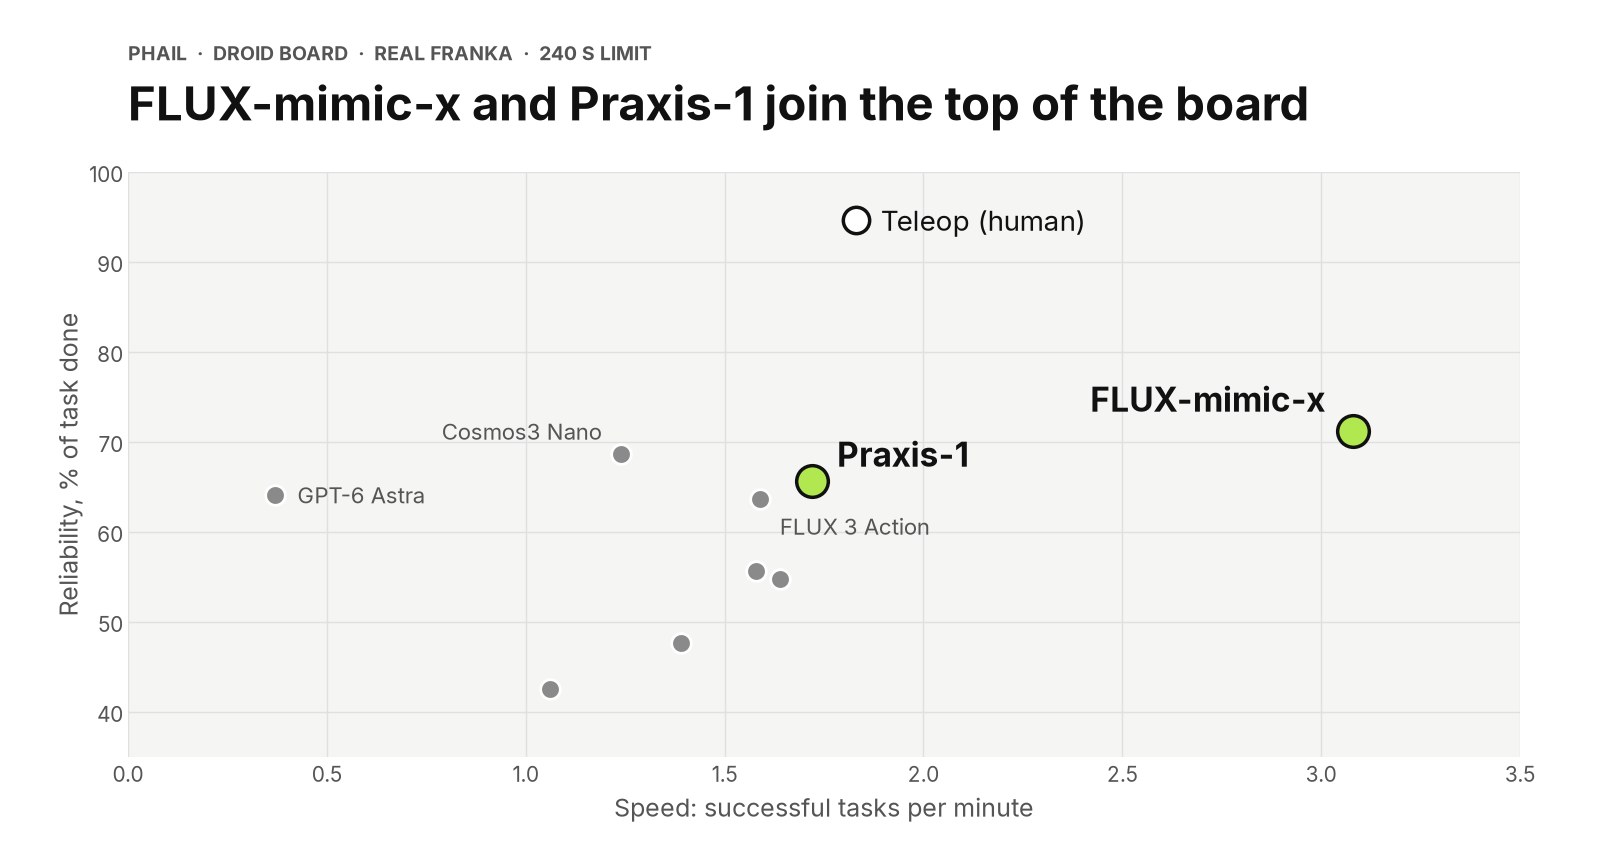 PHAIL · DROID BOARD · REAL FRANKA · 240 S LIMIT
FLUX-mimic-x and Praxis-1 join the top of the board
100
90
80
70
60
50
40
Reliability, % of task done
Teleop (human)
FLUX-mimic-x
Cosmos3 Nano
Praxis-1
GPT-6 Astra
FLUX 3 Action
0.0 0.5 1.0 1.5 2.0 2.5 3.0 3.5
Speed: successful tasks per minute